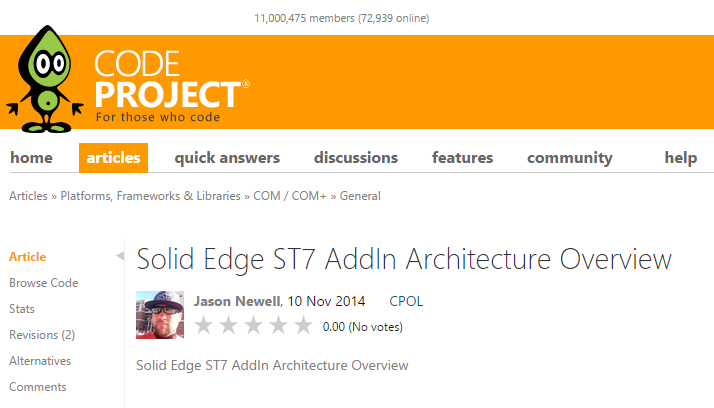 11,000,475 members (72,939 online)
CODE
PROJECT®
For those who code
home articles quick answers discussions features community help
Articles » Platforms, Frameworks & Libraries » COM / COM+ » General
Article
Browse Code
Stats
Revisions (2)
Alternatives
Comments
Solid Edge ST7 AddIn Architecture Overview
Jason Newell, 10 Nov 2014 CPOL
0.00 (No votes)
Solid Edge ST7 AddIn Architecture Overview